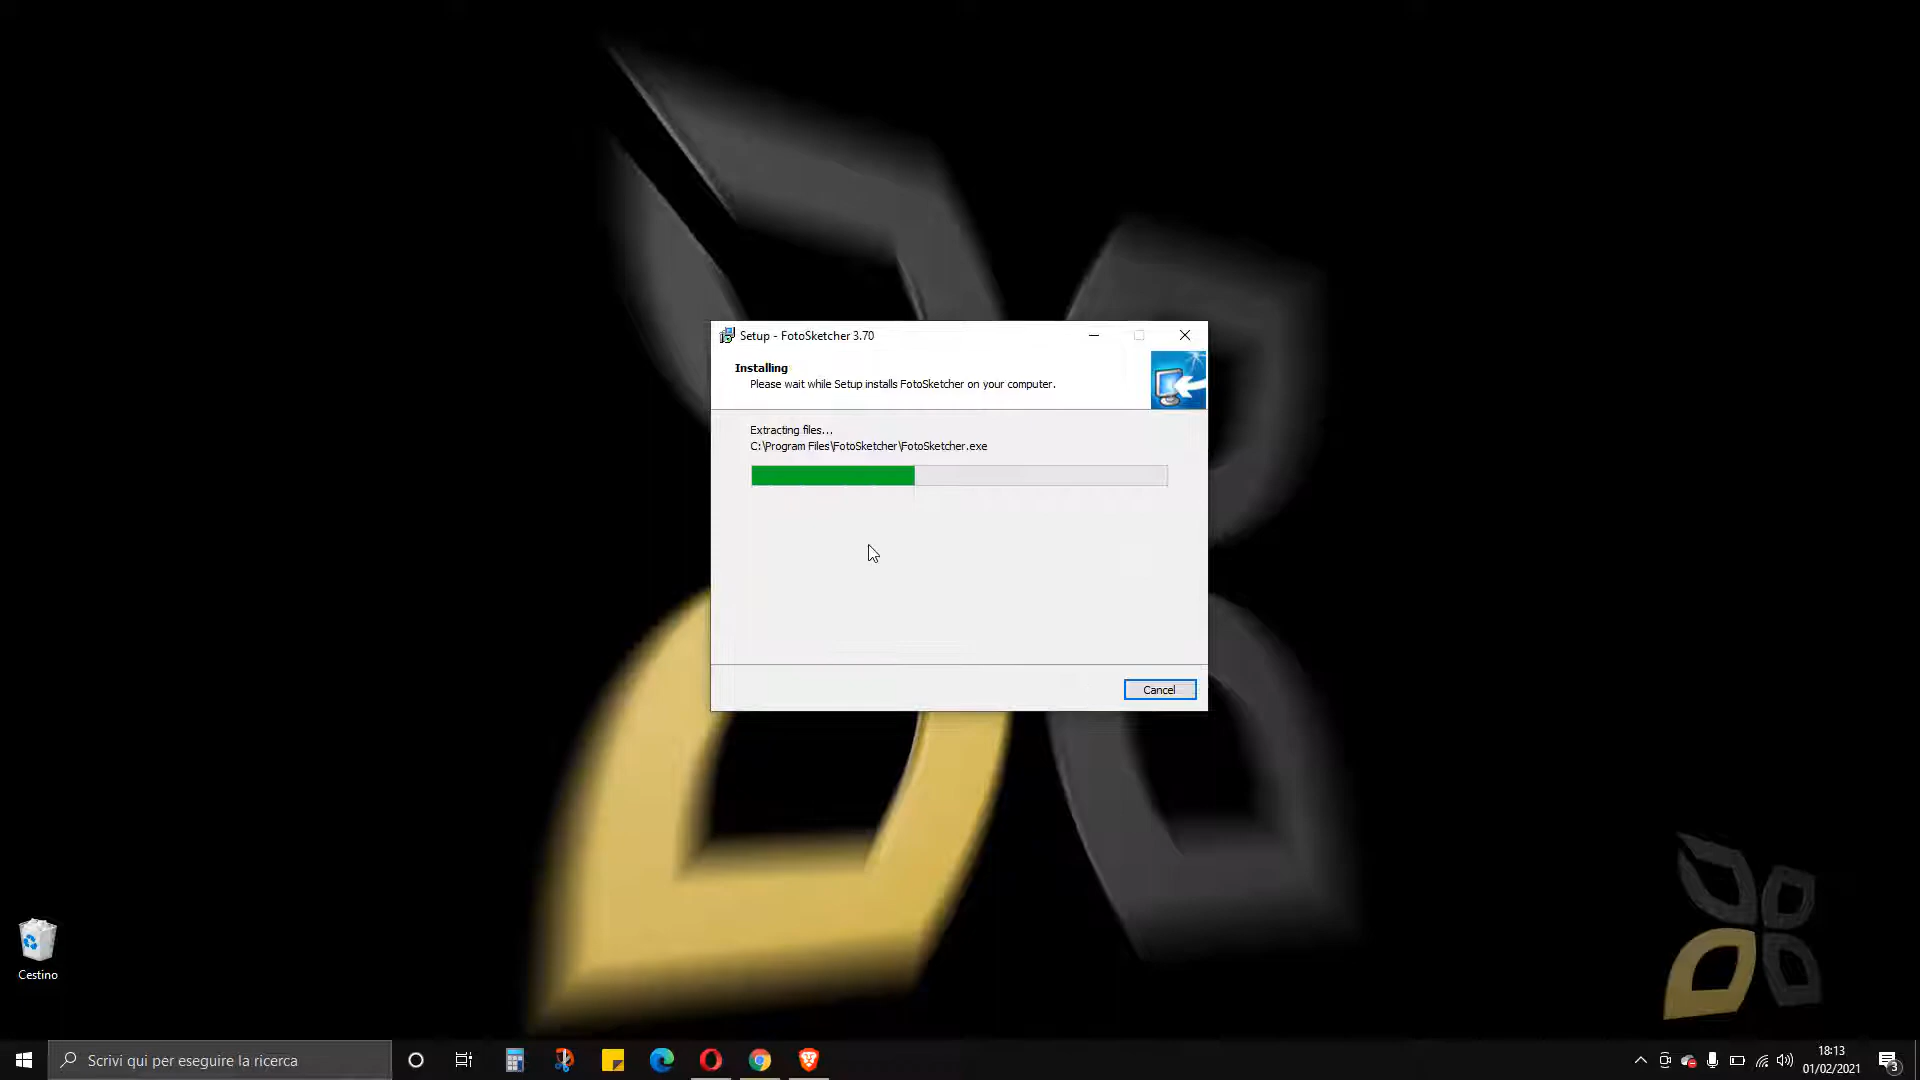 Setup - FotoSketcher 3.70
Installing
Please wait while Setup installs FotoSketcher on your computer.
Extracting files...
C:\Program Files\FotoSketcher\FotoSketcher.exe
Cancel
Cestino
Scrivi qui per eseguire la ricerca
18:13
01/02/2021
3